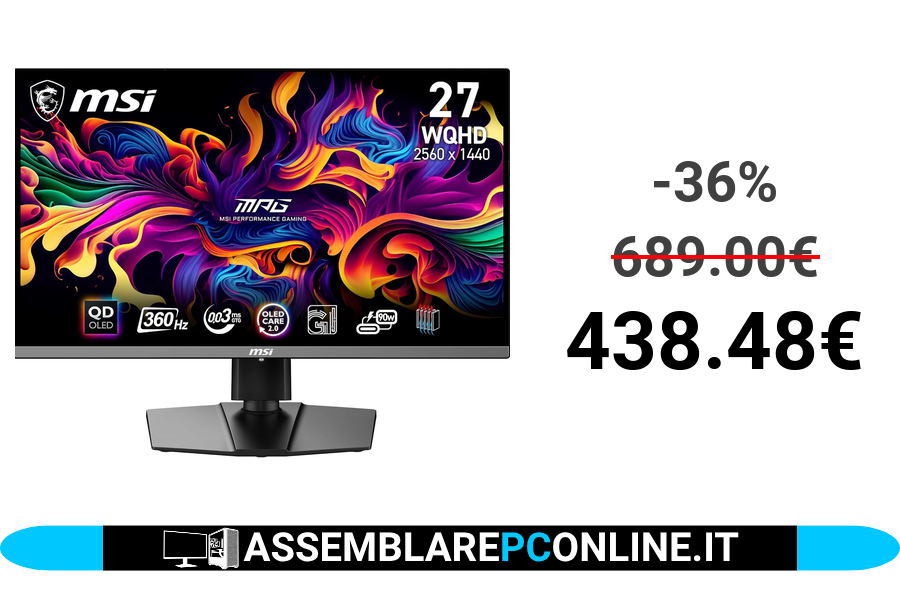 msi
27
WQHD
2560 x 1440
MPG
MSI PERFORMANCE GAMING
QD
OLED
360Hz
0,03ms
GTG
OLED
CARE
2.0
90W
msi
-36%
689.00€
438.48€
ASSEMBLAREPCONLINE.IT